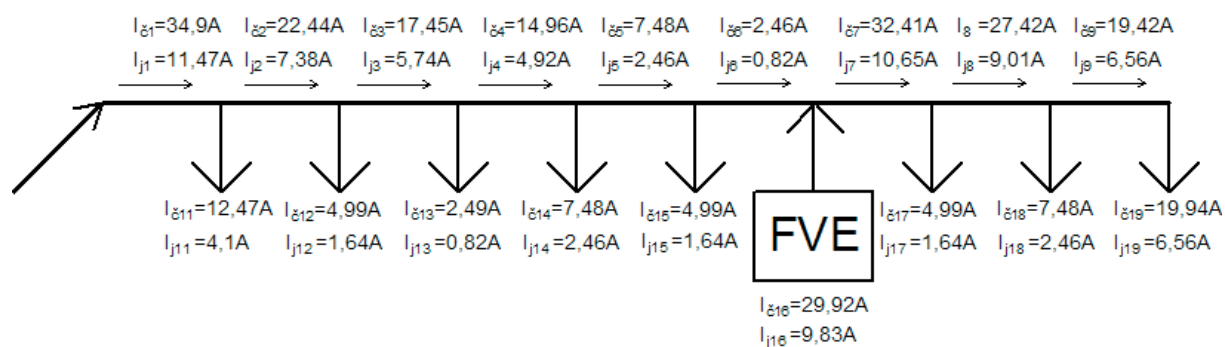 Ič1=34,9A Ič2=22,44A Ič3=17,45A Ič4=14,96A Ič5=7,48A Ič6=2,46A Ič7=32,41A I8=27,42A Ič9=19,42A
Ij1=11,47A Ij2=7,38A Ij3=5,74A Ij4=4,92A Ij5=2,46A Ij6=0,82A Ij7=10,65A Ij8=9,01A Ij9=6,56A
Ič11=12,47A Ič12=4,99A Ič13=2,49A Ič14=7,48A Ič15=4,99A Ič17=4,99A Ič18=7,48A Ič19=19,94A
Ij11=4,1A Ij12=1,64A Ij13=0,82A Ij14=2,46A Ij15=1,64A Ij17=1,64A Ij18=2,46A Ij19=6,56A
FVE
Ič16=29,92A
Ij16=9,83A